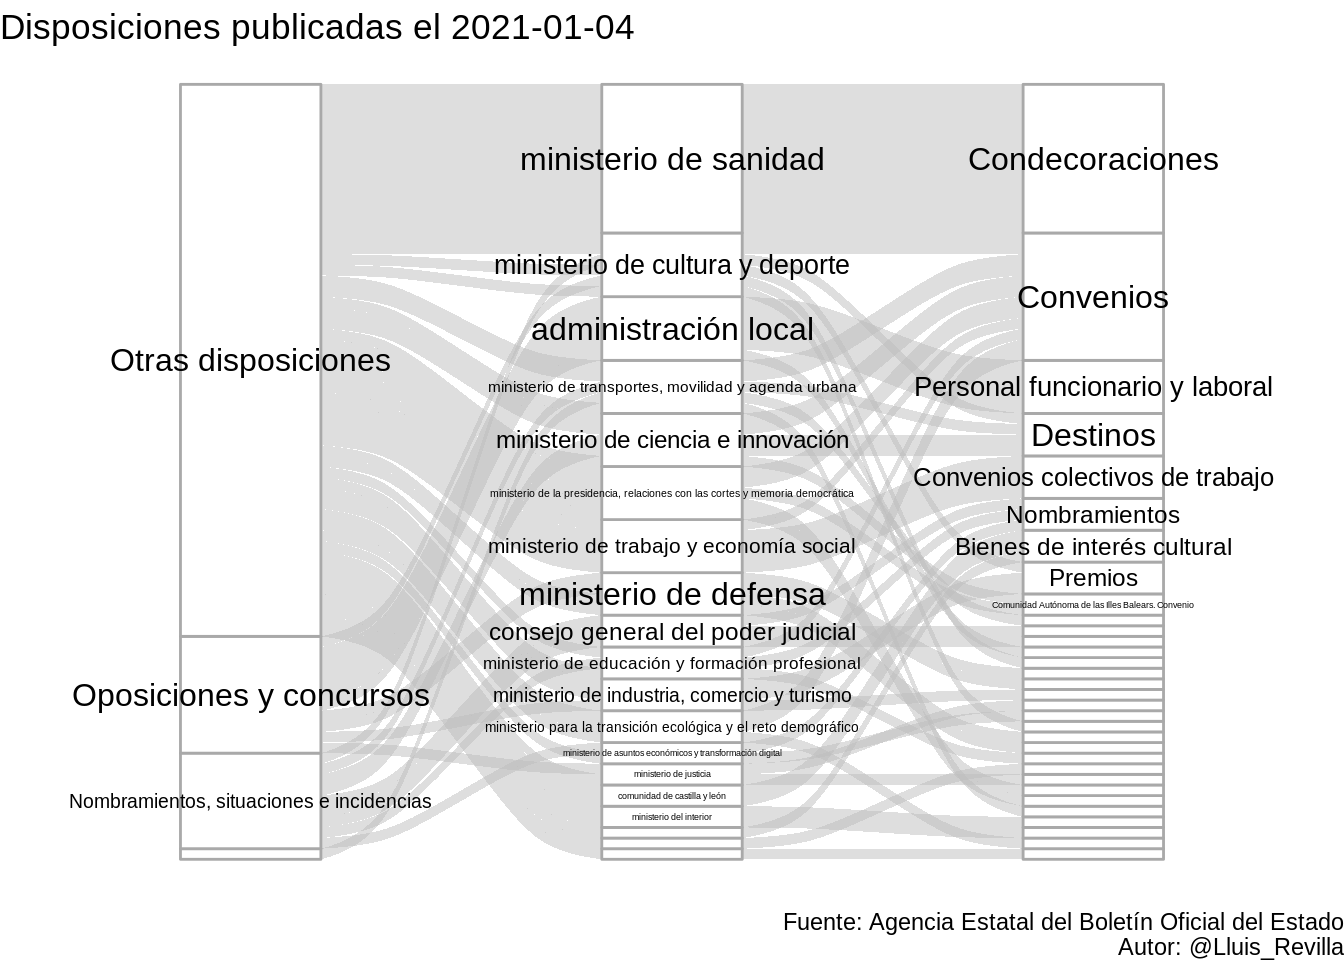 Disposiciones publicadas el 2021-01-04
Otras disposiciones
Oposiciones y concursos
Nombramientos, situaciones e incidencias
ministerio de sanidad
ministerio de cultura y deporte
administración local
ministerio de transportes, movilidad y agenda urbana
ministerio de ciencia e innovación
ministerio de la presidencia, relaciones con las cortes y memoria democrática
ministerio de trabajo y economía social
ministerio de defensa
consejo general del poder judicial
ministerio de educación y formación profesional
ministerio de industria, comercio y turismo
ministerio para la transición ecológica y el reto demográfico
ministerio de asuntos económicos y transformación digital
ministerio de justicia
comunidad de castilla y león
ministerio del interior
Condecoraciones
Convenios
Personal funcionario y laboral
Destinos
Convenios colectivos de trabajo
Nombramientos
Bienes de interés cultural
Premios
Comunidad Autónoma de las Illes Balears. Convenio
Fuente: Agencia Estatal del Boletín Oficial del Estado
Autor: @Lluis_Revilla